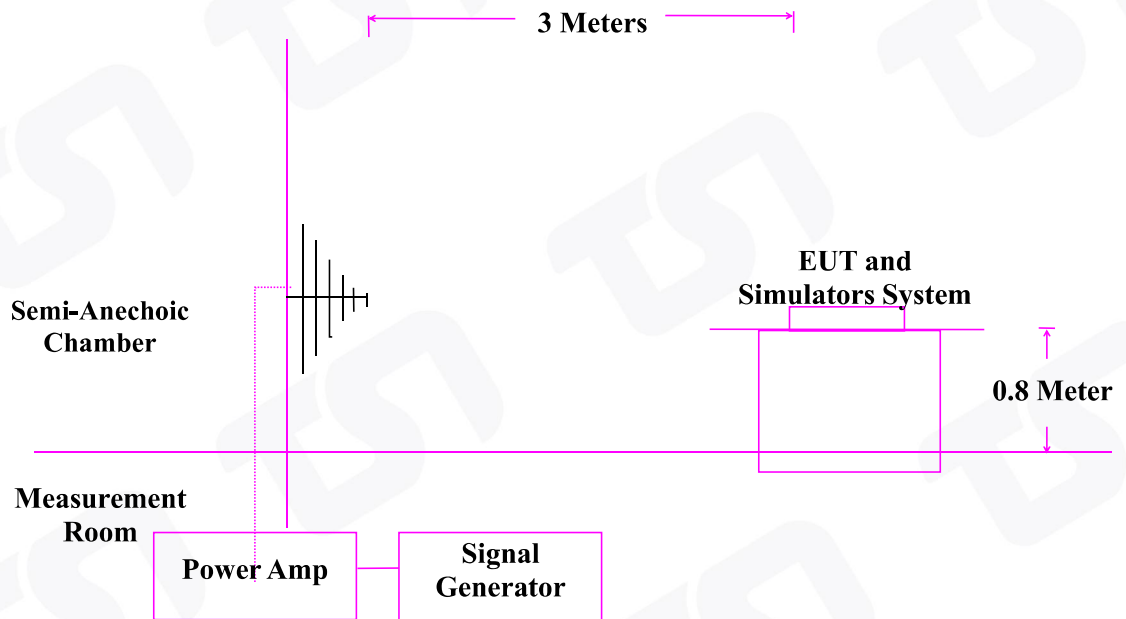 3 Meters
EUT and
Simulators System
Semi-Anechoic
Chamber
0.8 Meter
Measurement
Room
Power Amp
Signal
Generator